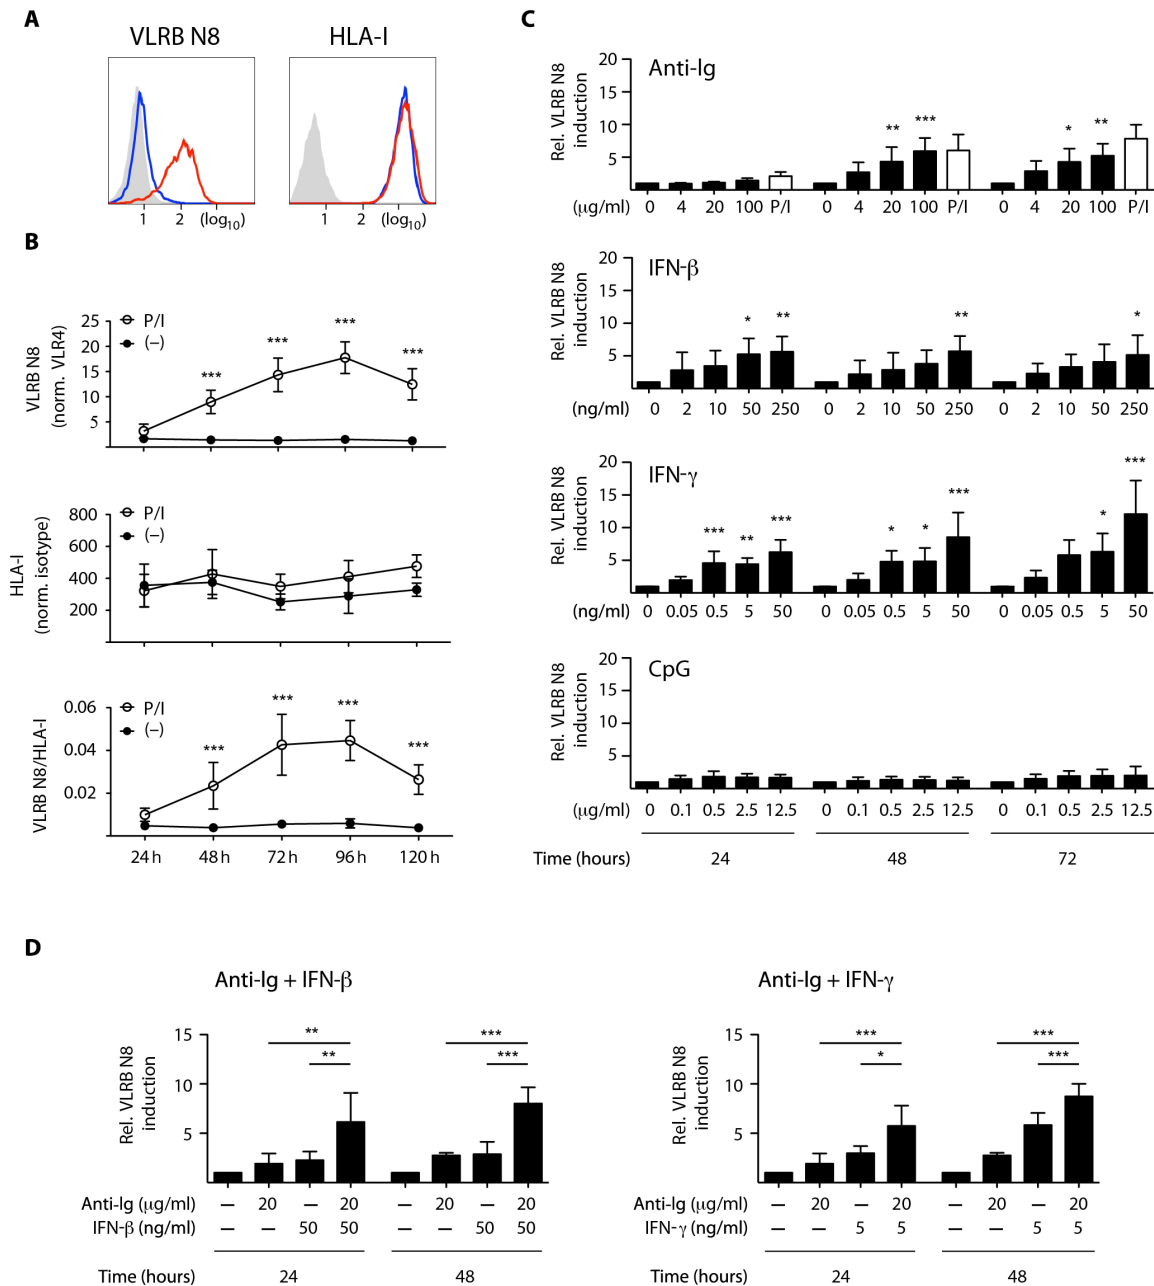 A
VLRB N8 HLA-I
1 2 (log10) 1 2 (log10)
B
VLRB N8
(norm. VLR4)
25
20
15
10
5
P/I
(–)
*** *** *** ***
HLA-I
(norm. isotype)
800
600
400
200
P/I
(–)
VLRB N8/HLA-I
0.06
0.04
0.02
P/I
(–)
*** *** *** ***
24 h 48 h 72 h 96 h 120 h
C
Rel. VLRB N8
induction
20
15
10
5
Anti-Ig
** *** * **
(μg/ml) 0 4 20 100 P/I 0 4 20 100 P/I 0 4 20 100 P/I
Rel. VLRB N8
induction
20
15
10
5
IFN-β
* ** ** *
(ng/ml) 0 2 10 50 250 0 2 10 50 250 0 2 10 50 250
Rel. VLRB N8
induction
20
15
10
5
IFN-γ
*** ** *** * * *** * ***
(ng/ml) 0 0.05 0.5 5 50 0 0.05 0.5 5 50 0 0.05 0.5 5 50
Rel. VLRB N8
induction
20
15
10
5
CpG
(μg/ml) 0 0.1 0.5 2.5 12.5 0 0.1 0.5 2.5 12.5 0 0.1 0.5 2.5 12.5
Time (hours) 24 48 72
D
Anti-Ig + IFN-β
Rel. VLRB N8
induction
15
10
5
** ***
** ***
Anti-Ig (μg/ml) – 20 – 20 – 20 – 20
IFN-β (ng/ml) – – 50 50 – – 50 50
Time (hours) 24 48
Anti-Ig + IFN-γ
Rel. VLRB N8
induction
15
10
5
*** ***
* ***
Anti-Ig (μg/ml) – 20 – 20 – 20 – 20
IFN-γ (ng/ml) – – 5 5 – – 5 5
Time (hours) 24 48